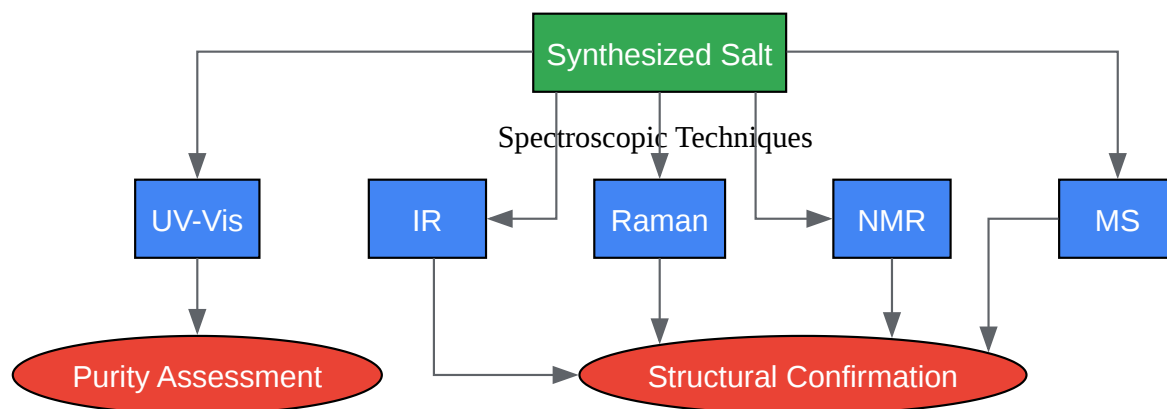 Synthesized Salt
Spectroscopic Techniques
UV-Vis
IR
Raman
NMR
MS
Purity Assessment
Structural Confirmation